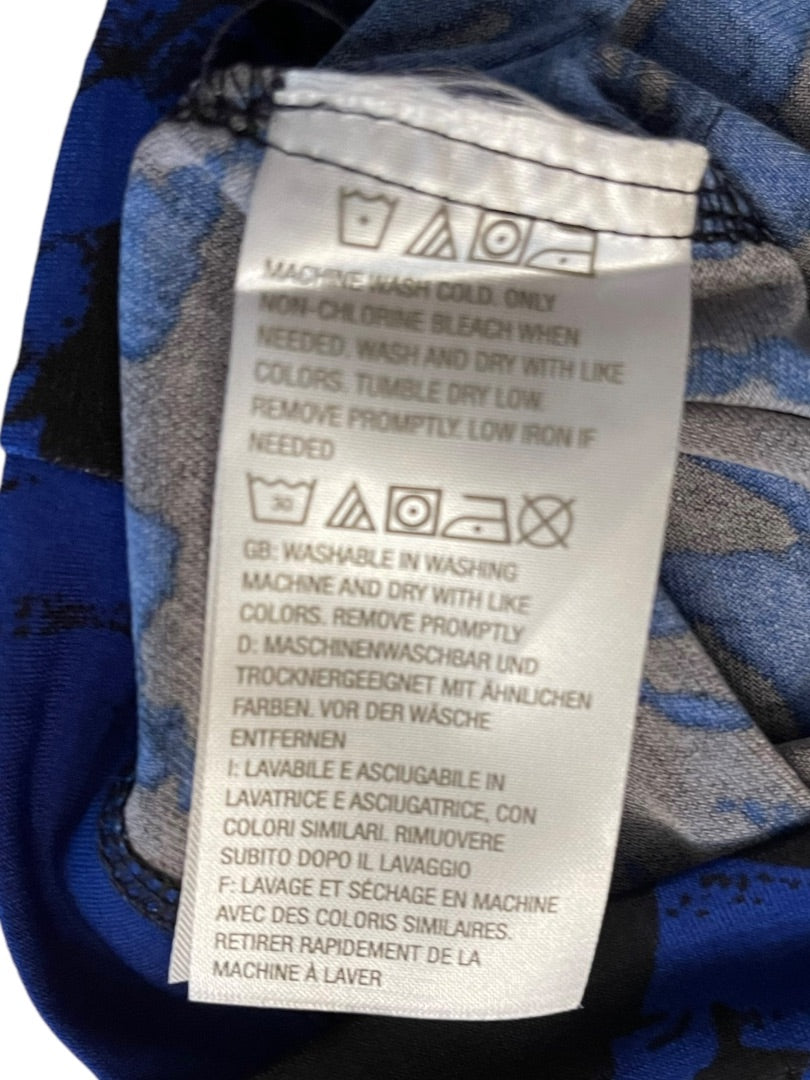 MACHINE WASH COLD. ONLY
NON-CHLORINE BLEACH WHEN
NEEDED. WASH AND DRY WITH LIKE
COLORS. TUMBLE DRY LOW.
REMOVE PROMPTLY. LOW IRON IF
NEEDED
30
GB: WASHABLE IN WASHING
MACHINE AND DRY WITH LIKE
COLORS. REMOVE PROMPTLY
D: MASCHINENWASCHBAR UND
TROCKNERGEEIGNET MIT ÄHNLICHEN
FARBEN. VOR DER WÄSCHE
ENTFERNEN
I: LAVABILE E ASCIUGABILE IN
LAVATRICE E ASCIUGATRICE, CON
COLORI SIMILARI. RIMUOVERE
SUBITO DOPO IL LAVAGGIO
F: LAVAGE ET SÉCHAGE EN MACHINE
AVEC DES COLORIS SIMILAIRES.
RETIRER RAPIDEMENT DE LA
MACHINE À LAVER